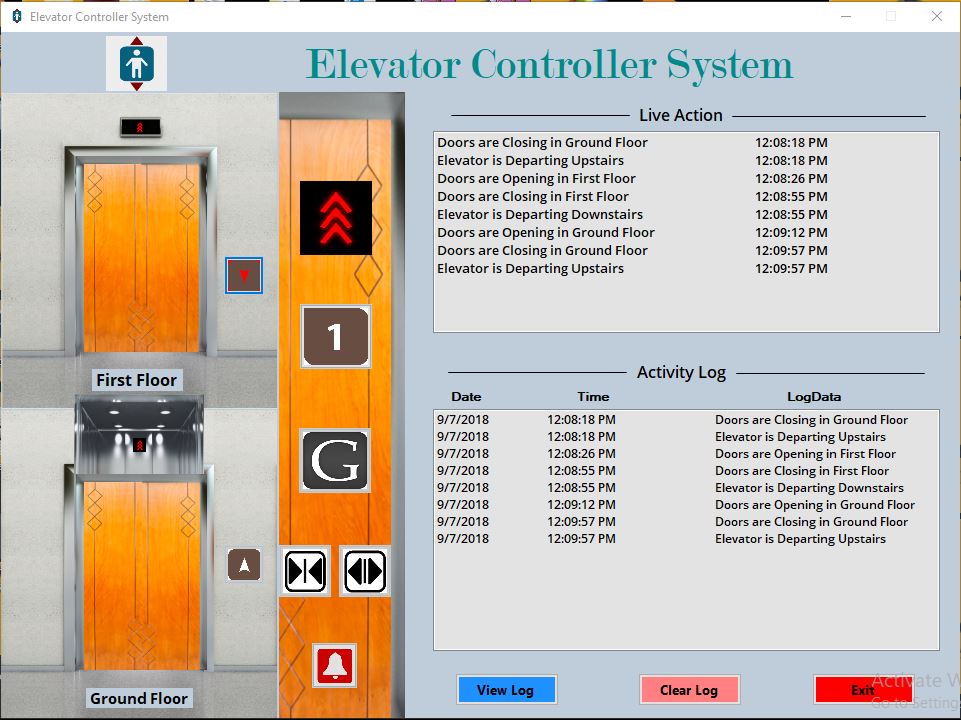 Elevator Controller System
Elevator Controller System
Live Action
Doors are Closing in Ground Floor 12:08:18 PM
Elevator is Departing Upstairs 12:08:18 PM
Doors are Opening in First Floor 12:08:26 PM
Doors are Closing in First Floor 12:08:55 PM
Elevator is Departing Downstairs 12:08:55 PM
Doors are Opening in Ground Floor 12:09:12 PM
Doors are Closing in Ground Floor 12:09:57 PM
Elevator is Departing Upstairs 12:09:57 PM
1
First Floor
G
Ground Floor
Activity Log
Date Time LogData
9/7/2018 12:08:18 PM Doors are Closing in Ground Floor
9/7/2018 12:08:18 PM Elevator is Departing Upstairs
9/7/2018 12:08:26 PM Doors are Opening in First Floor
9/7/2018 12:08:55 PM Doors are Closing in First Floor
9/7/2018 12:08:55 PM Elevator is Departing Downstairs
9/7/2018 12:09:12 PM Doors are Opening in Ground Floor
9/7/2018 12:09:57 PM Doors are Closing in Ground Floor
9/7/2018 12:09:57 PM Elevator is Departing Upstairs
View Log Clear Log Exit
Activate W
Go to Setting